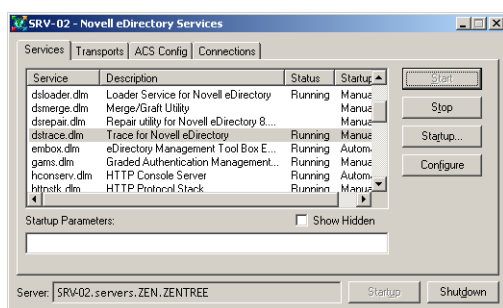 SRV-02 - Novell eDirectory Services
Services Transports ACS Config Connections
Service Description Status Startup
dsloader.dlm Loader Service for Novell eDirectory Running Manua
dsmerge.dlm Merge/Graft Utility Manua
dsrepair.dlm Repair utility for Novell eDirectory 8.... Manua
dstrace.dlm Trace for Novell eDirectory Running Manua
embox.dlm eDirectory Management Tool Box E... Running Autom
gams.dlm Graded Authentication Management... Running Manua
hconserv.dlm HTTP Console Server Running Autom
httpstk.dlm HTTP Protocol Stack Running Manua
Start
Stop
Startup...
Configure
Startup Parameters: Show Hidden
Server: SRV-02.servers.ZEN.ZENTREE Startup Shutdown